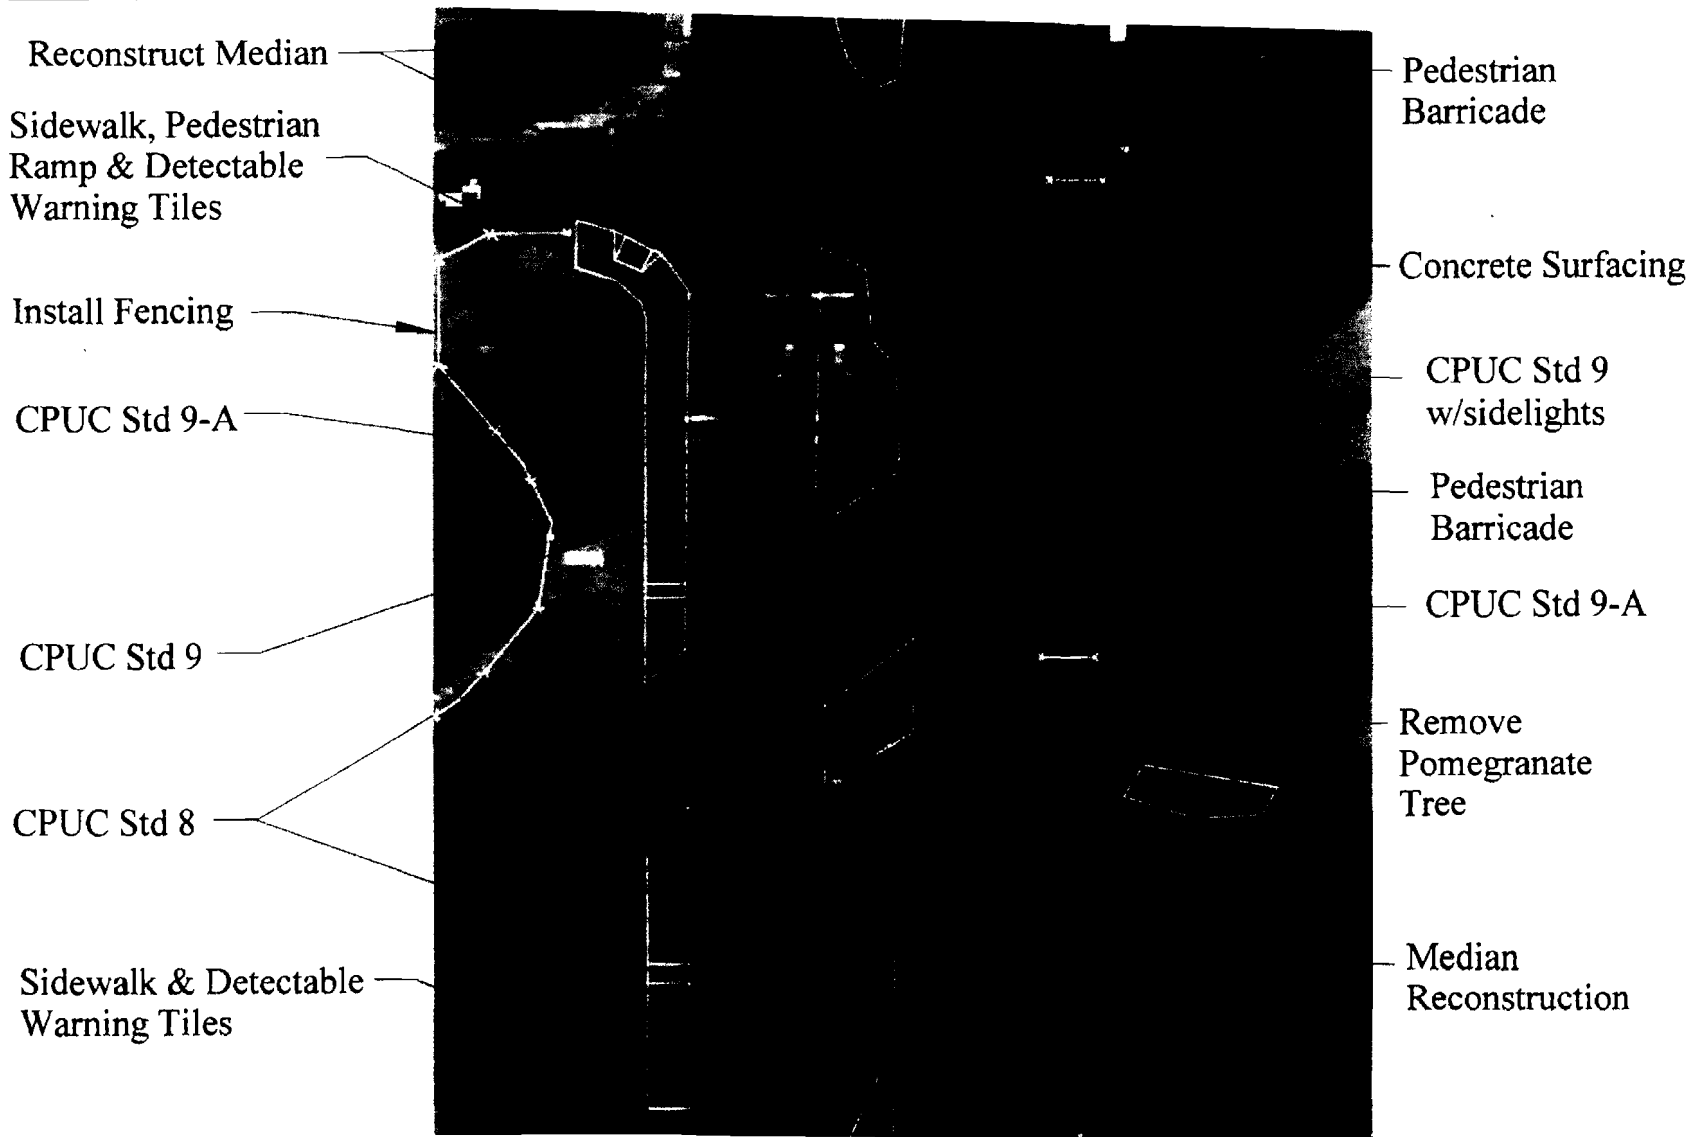 Reconstruct Median
Sidewalk, Pedestrian
Ramp & Detectable
Warning Tiles
Install Fencing
CPUC Std 9-A
CPUC Std 9
CPUC Std 8
Sidewalk & Detectable
Warning Tiles
Pedestrian
Barricade
Concrete Surfacing
CPUC Std 9
w/sidelights
Pedestrian
Barricade
CPUC Std 9-A
Remove
Pomegranate
Tree
Median
Reconstruction